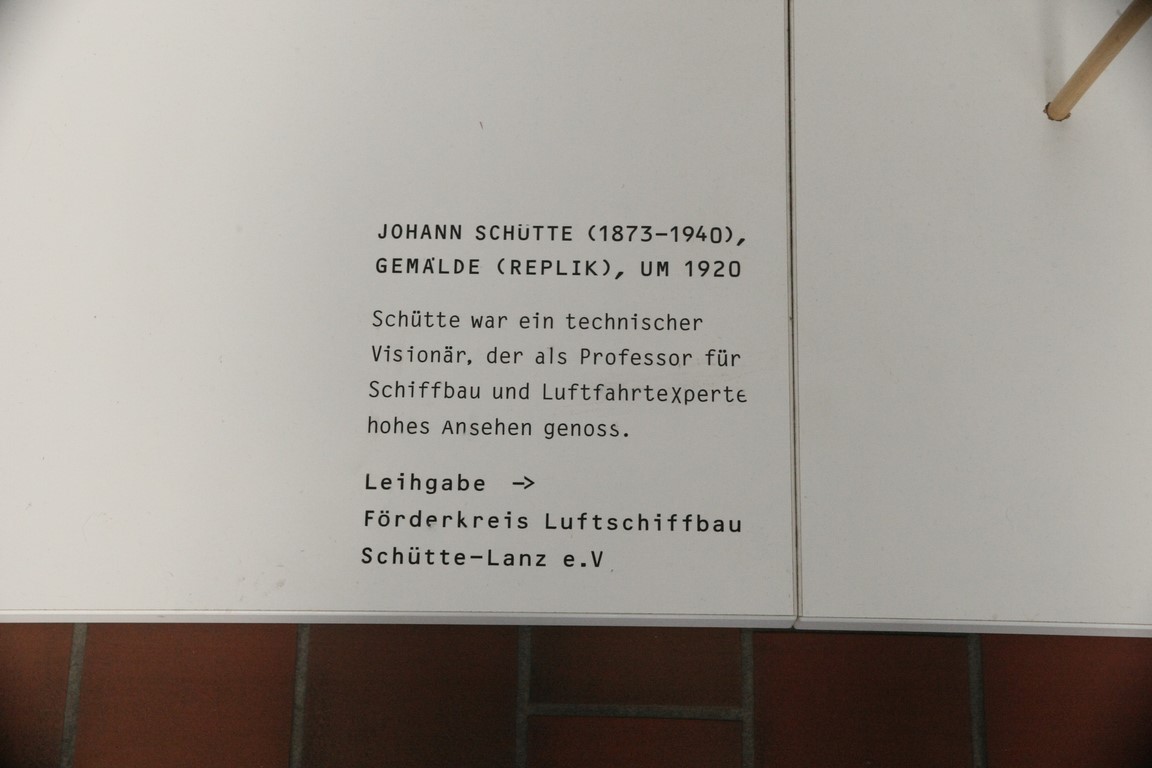 JOHANN SCHÜTTE (1873–1940),
GEMÄLDE (REPLIK), UM 1920
Schütte war ein technischer
Visionär, der als Professor für
Schiffbau und Luftfahrtexperte
hohes Ansehen genoss.
Leihgabe ->
Förderkreis Luftschiffbau
Schütte–Lanz e.V